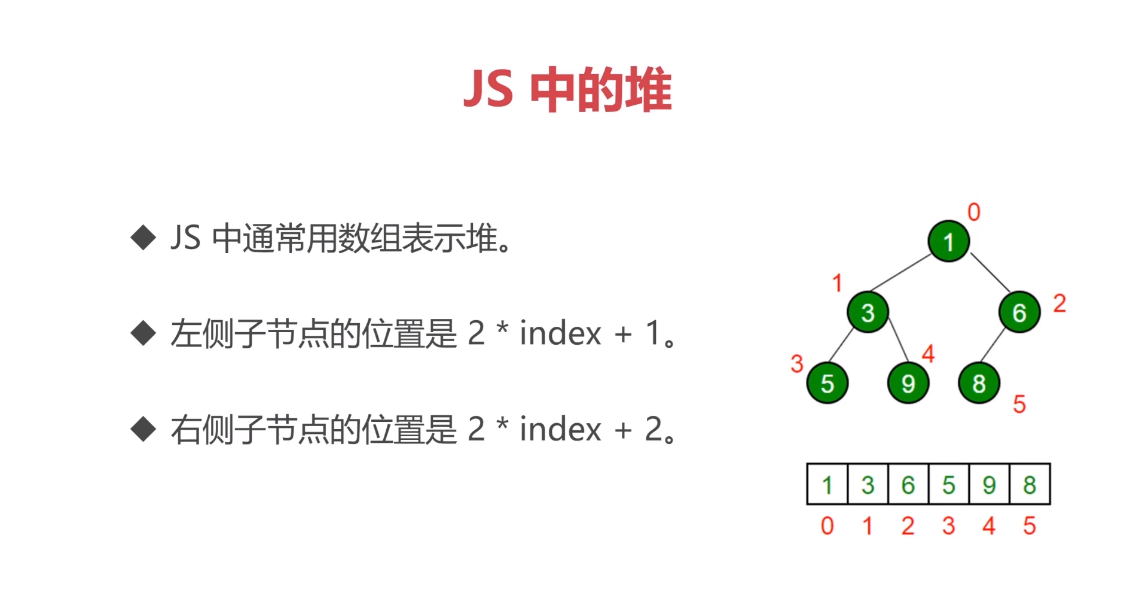 JS 中的堆
◆ JS 中通常用数组表示堆。
◆ 左侧子节点的位置是 2 * index + 1。
◆ 右侧子节点的位置是 2 * index + 2。
0
1
1
3
6
2
3
5
4
9
8
5
1 3 6 5 9 8
0 1 2 3 4 5